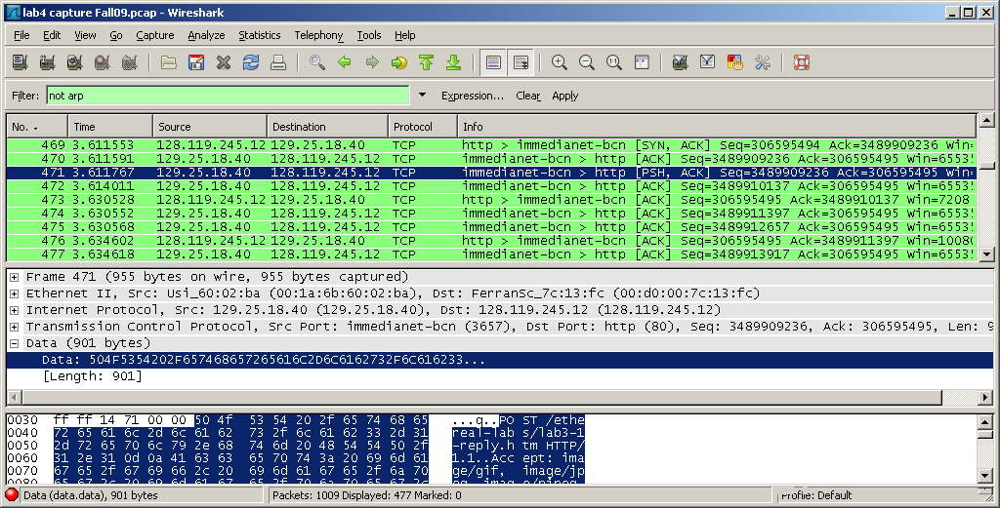 lab4 capture Fall09.pcap - Wireshark
File Edit View Go Capture Analyze Statistics Telephony Tools Help
Filter: not arp Expression... Clear Apply
No. Time Source Destination Protocol Info
469 3.611553 128.119.245.12 129.25.18.40 TCP http > immedianet-bcn [SYN, ACK] Seq=306595494 Ack=3489909236 Win=
470 3.611591 129.25.18.40 128.119.245.12 TCP immedianet-bcn > http [ACK] Seq=3489909236 Ack=306595495 Win=6553
471 3.611767 129.25.18.40 128.119.245.12 TCP immedianet-bcn > http [PSH, ACK] Seq=3489909236 Ack=306595495 Win=
472 3.614011 129.25.18.40 128.119.245.12 TCP immedianet-bcn > http [ACK] Seq=3489910137 Ack=306595495 Win=6553
473 3.630528 128.119.245.12 129.25.18.40 TCP http > immedianet-bcn [ACK] Seq=306595495 Ack=3489910137 Win=7208
474 3.630552 129.25.18.40 128.119.245.12 TCP immedianet-bcn > http [ACK] Seq=3489911397 Ack=306595495 Win=6553
475 3.630568 129.25.18.40 128.119.245.12 TCP immedianet-bcn > http [ACK] Seq=3489912657 Ack=306595495 Win=6553
476 3.634602 128.119.245.12 129.25.18.40 TCP http > immedianet-bcn [ACK] Seq=306595495 Ack=3489911397 Win=1008
477 3.634618 129.25.18.40 128.119.245.12 TCP immedianet-bcn > http [ACK] Seq=3489913917 Ack=306595495 Win=6553
Frame 471 (955 bytes on wire, 955 bytes captured)
Ethernet II, Src: Usi_60:02:ba (00:1a:6b:60:02:ba), Dst: Ferransc_7c:13:fc (00:d0:00:7c:13:fc)
Internet Protocol, Src: 129.25.18.40 (129.25.18.40), Dst: 128.119.245.12 (128.119.245.12)
Transmission Control Protocol, Src Port: immedianet-bcn (3657), Dst Port: http (80), Seq: 3489909236, Ack: 306595495, Len: 9
Data (901 bytes)
Data: 504F5354202F657468657265616C2D6C6162732F6C616233...
[Length: 901]
0030 ff ff 14 71 00 00 50 4f 53 54 20 2f 65 74 68 65 ...q..PO ST /ethe
0040 72 65 61 6c 2d 6c 61 62 73 2f 6c 61 62 33 2d 31 real-lab s/lab3-1
0050 2d 72 65 70 6c 79 2e 68 74 6d 20 48 54 54 50 2f -reply.h tm HTTP/
0060 31 2e 31 0d 0a 41 63 63 65 70 74 3a 20 69 6d 61 1.1..Acc ept: ima
0070 67 65 2f 67 69 66 2c 20 69 6d 61 67 65 2f 6a 70 ge/gif, image/jp
0080 65 67 2c 20 69 6d 61 67 65 2f 70 6a 70 65 67 2c eg, imag e/pjpeg,
Data (data.data), 901 bytes Packets: 1009 Displayed: 477 Marked: 0 Profile: Default